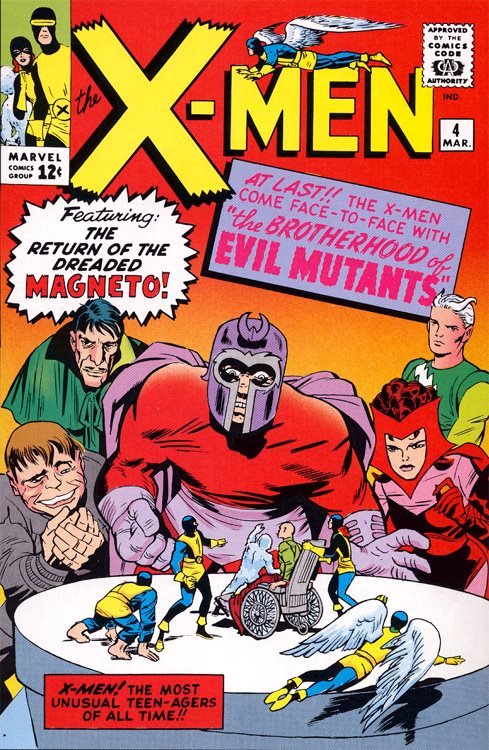 the X-MEN
APPROVED
BY THE
COMICS
CODE
CA
AUTHORITY
IND.
4
MAR.
MARVEL
COMICS
GROUP 12¢
Featuring:
THE
RETURN OF THE
DREADED
MAGNETO!
AT LAST!! THE X-MEN
COME FACE-TO-FACE WITH
"the BROTHERHOOD of
EVIL MUTANTS"
X-MEN! THE MOST
UNUSUAL TEEN-AGERS
OF ALL TIME!!